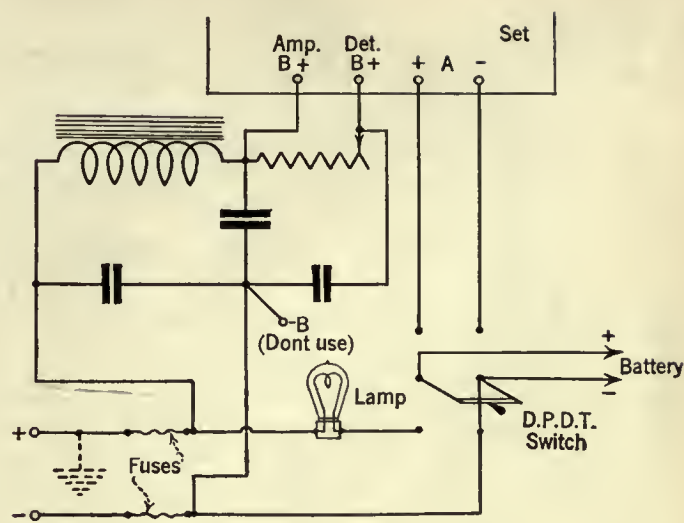 Set
Amp.
B+
Det.
B+
+ A -
-B
(Dont use)
Lamp
+
Battery
-
D.P.D.T.
Switch
+
Fuses
-